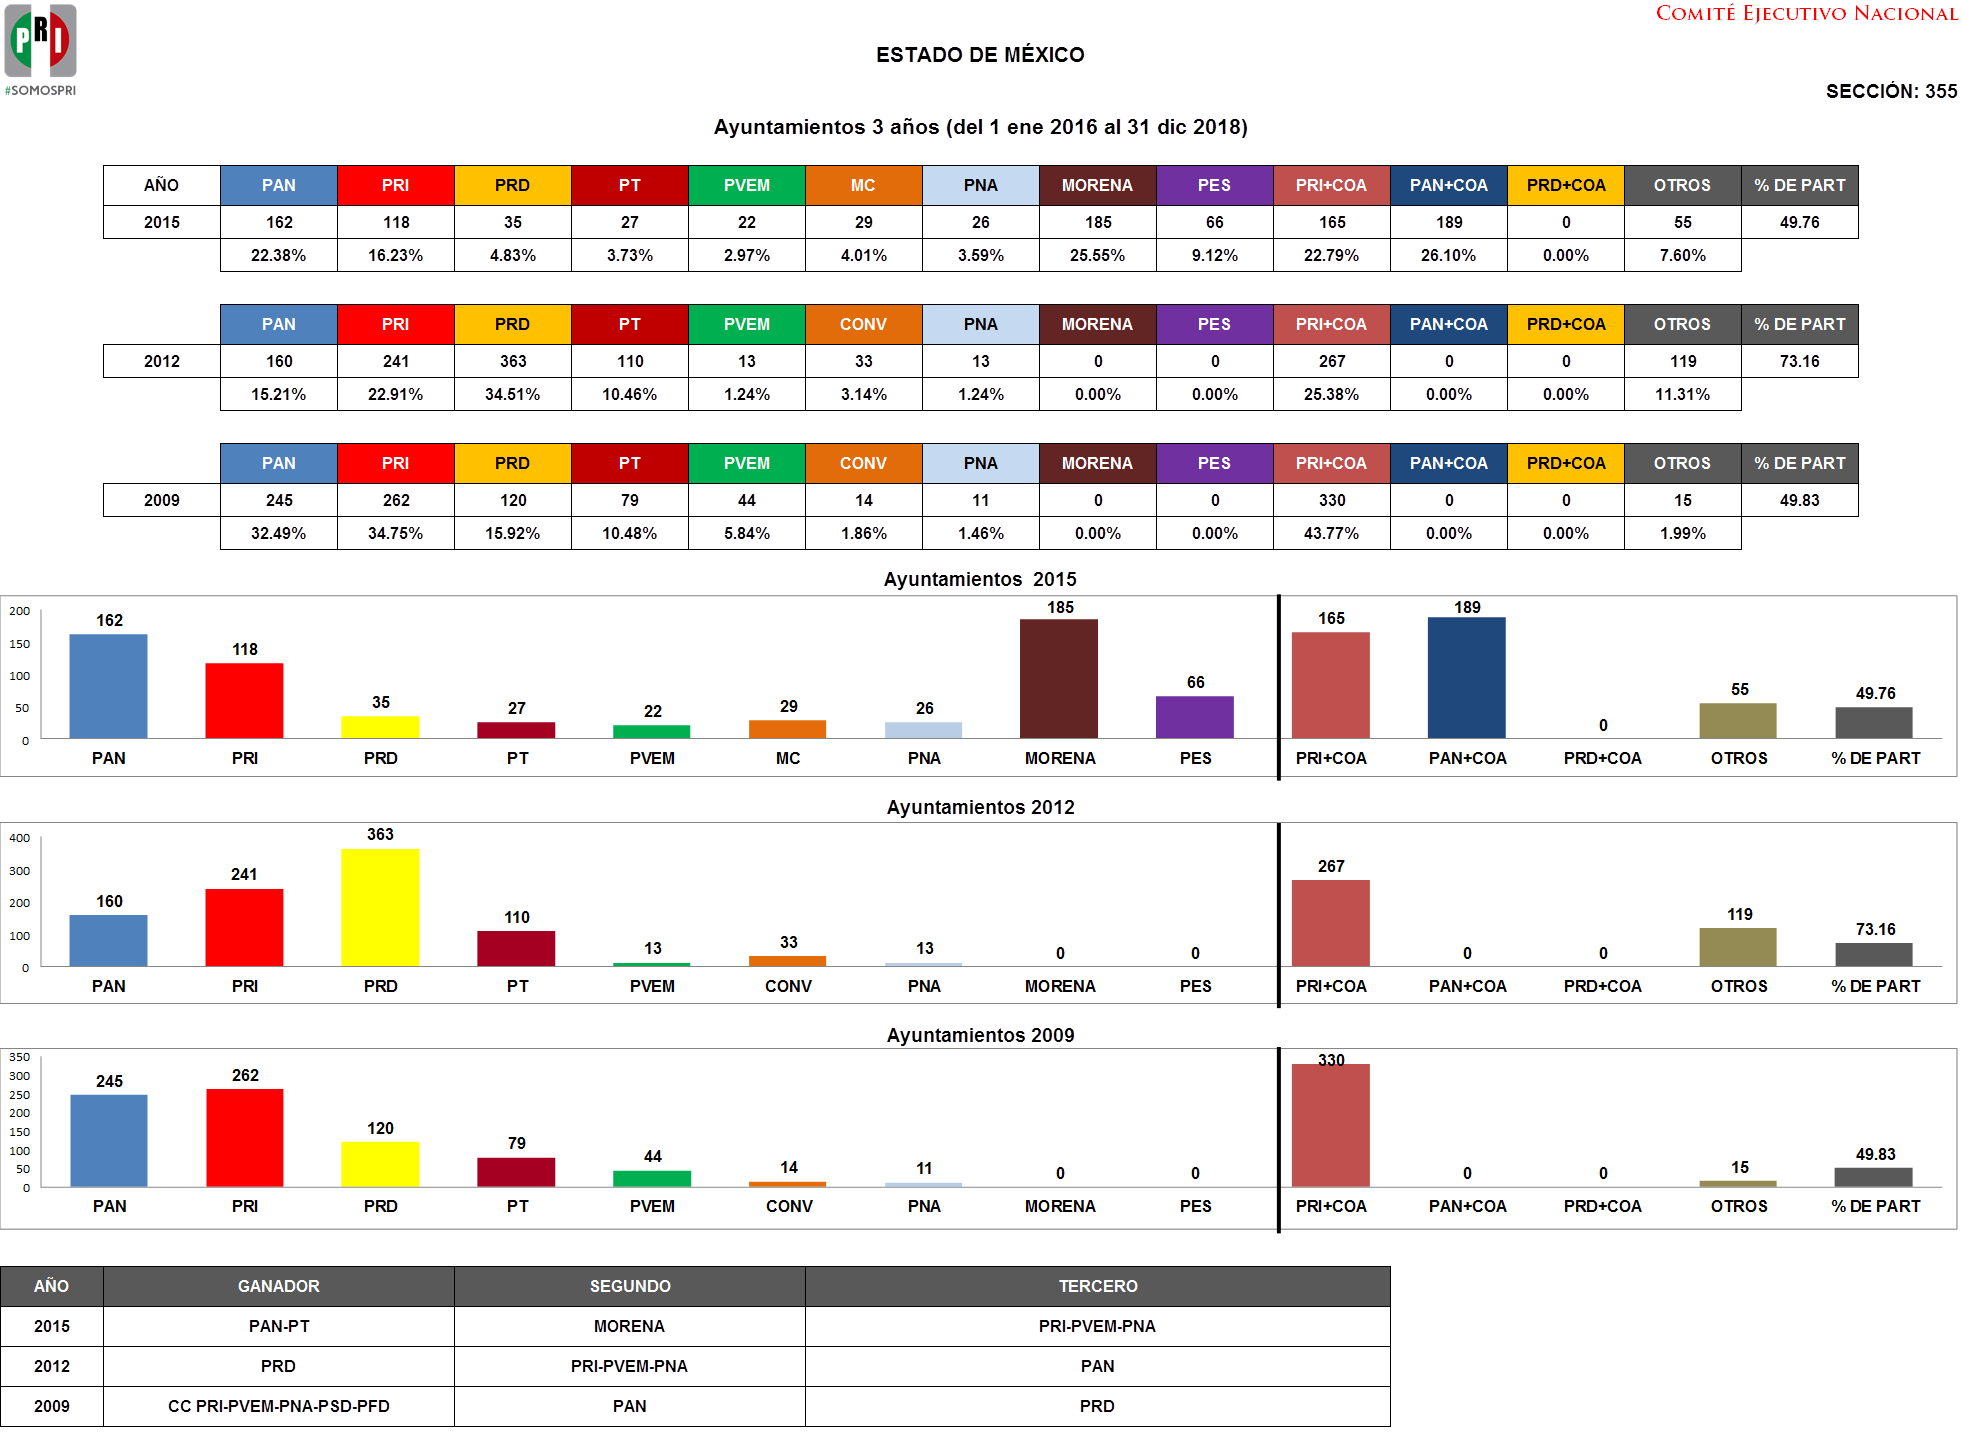 PRI
#SOMOSPRI
COMITÉ EJECUTIVO NACIONAL
ESTADO DE MÉXICO
SECCIÓN: 355
Ayuntamientos 3 años (del 1 ene 2016 al 31 dic 2018)
AÑO PAN PRI PRD PT PVEM MC PNA MORENA PES PRI+COA PAN+COA PRD+COA OTROS % DE PART
2015 162 118 35 27 22 29 26 185 66 165 189 0 55 49.76
22.38% 16.23% 4.83% 3.73% 2.97% 4.01% 3.59% 25.55% 9.12% 22.79% 26.10% 0.00% 7.60%
PAN PRI PRD PT PVEM CONV PNA MORENA PES PRI+COA PAN+COA PRD+COA OTROS % DE PART
2012 160 241 363 110 13 33 13 0 0 267 0 0 119 73.16
15.21% 22.91% 34.51% 10.46% 1.24% 3.14% 1.24% 0.00% 0.00% 25.38% 0.00% 0.00% 11.31%
PAN PRI PRD PT PVEM CONV PNA MORENA PES PRI+COA PAN+COA PRD+COA OTROS % DE PART
2009 245 262 120 79 44 14 11 0 0 330 0 0 15 49.83
32.49% 34.75% 15.92% 10.48% 5.84% 1.86% 1.46% 0.00% 0.00% 43.77% 0.00% 0.00% 1.99%
Ayuntamientos 2015
200
150
100
50
0
162 118 35 27 22 29 26 185 66 165 189 0 55 49.76
PAN PRI PRD PT PVEM MC PNA MORENA PES PRI+COA PAN+COA PRD+COA OTROS % DE PART
Ayuntamientos 2012
400
300
200
100
0
160 241 363 110 13 33 13 0 0 267 0 0 119 73.16
PAN PRI PRD PT PVEM CONV PNA MORENA PES PRI+COA PAN+COA PRD+COA OTROS % DE PART
Ayuntamientos 2009
350
300
250
200
150
100
50
0
245 262 120 79 44 14 11 0 0 330 0 0 15 49.83
PAN PRI PRD PT PVEM CONV PNA MORENA PES PRI+COA PAN+COA PRD+COA OTROS % DE PART
AÑO GANADOR SEGUNDO TERCERO
2015 PAN-PT MORENA PRI-PVEM-PNA
2012 PRD PRI-PVEM-PNA PAN
2009 CC PRI-PVEM-PNA-PSD-PFD PAN PRD